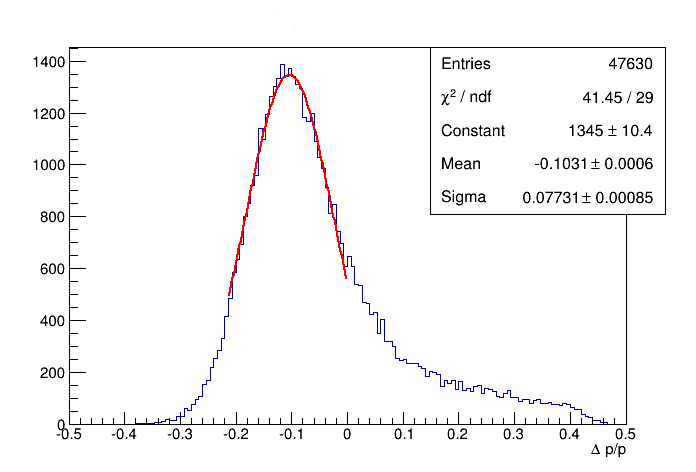 1400
1200
1000
800
600
400
200
0
-0.5 -0.4 -0.3 -0.2 -0.1 0 0.1 0.2 0.3 0.4 0.5
Δ p/p
Entries 47630
χ² / ndf 41.45 / 29
Constant 1345 ± 10.4
Mean -0.1031 ± 0.0006
Sigma 0.07731 ± 0.00085